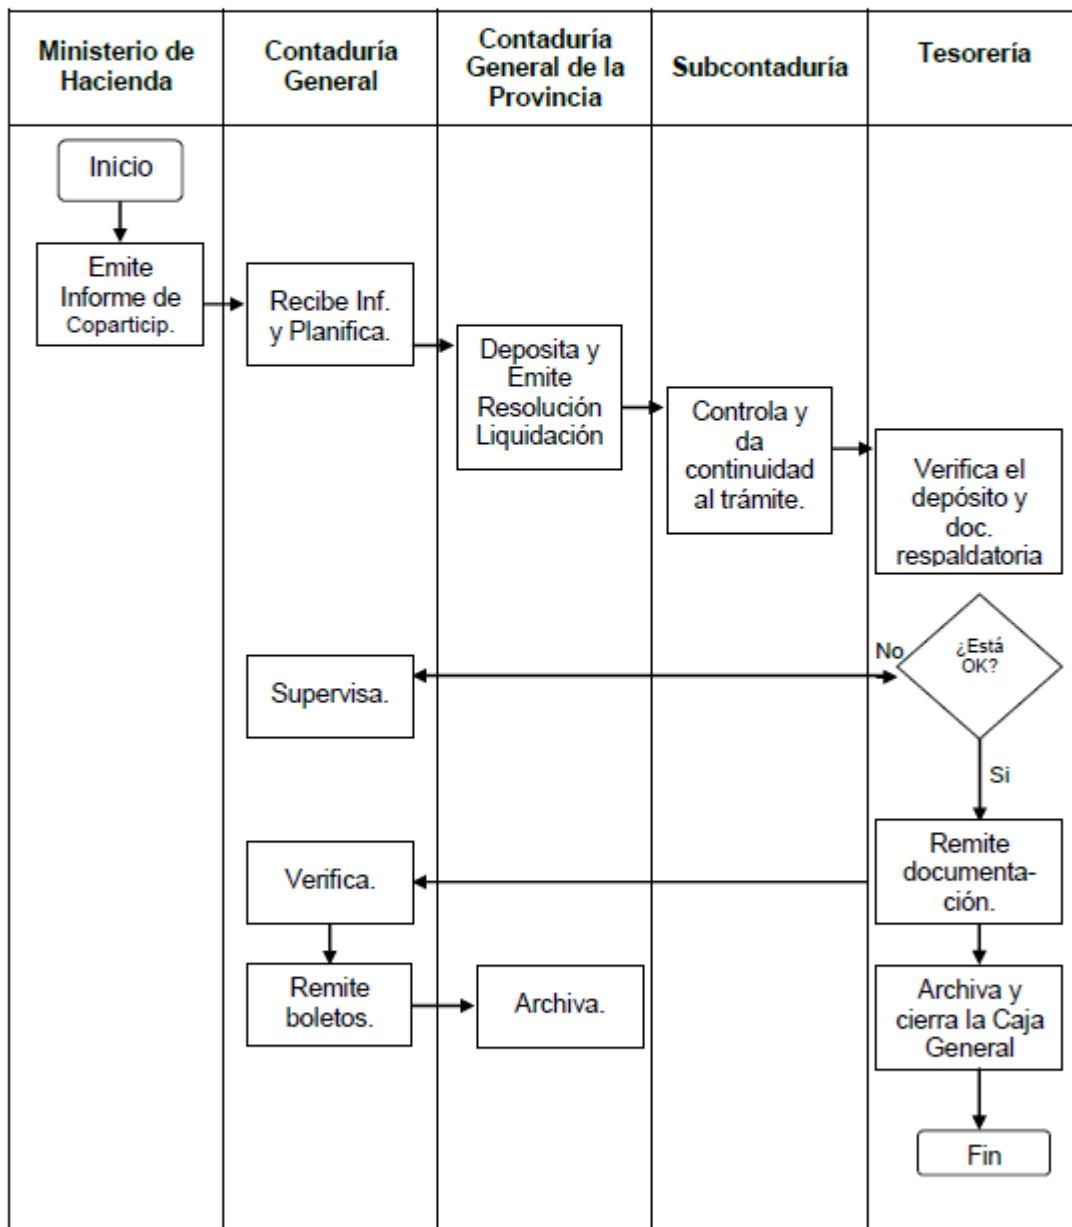 Ministerio de
Hacienda
Contaduría
General
Contaduría
General de la
Provincia
Subcontaduría
Tesorería
Inicio
Emite
Informe de
Coparticip.
Recibe Inf.
y Planifica.
Deposita y
Emite
Resolución
Liquidación
Controla y
da
continuidad
al trámite.
Verifica el
depósito y
doc.
respaldatoria
¿Está
OK?
No
Supervisa.
Si
Remite
documenta-
ción.
Verifica.
Remite
boletos.
Archiva.
Archiva y
cierra la Caja
General
Fin